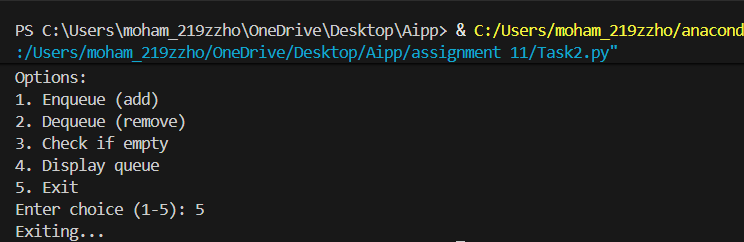 PS C:\Users\moham_219zzho\OneDrive\Desktop\Aipp> & C:/Users/moham_219zzho/anacond
:/Users/moham_219zzho/OneDrive/Desktop/Aipp/assignment 11/Task2.py"
Options:
1. Enqueue (add)
2. Dequeue (remove)
3. Check if empty
4. Display queue
5. Exit
Enter choice (1-5): 5
Exiting...